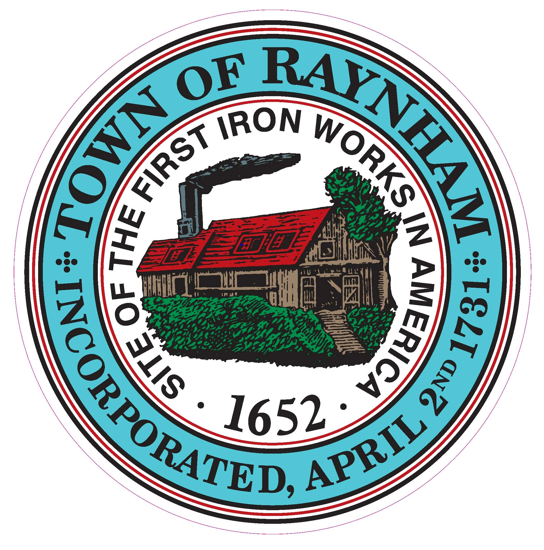 TOWN OF RAYNHAM
INCORPORATED, APRIL 2ND 1731
SITE OF THE FIRST IRON WORKS IN AMERICA
· 1652 ·